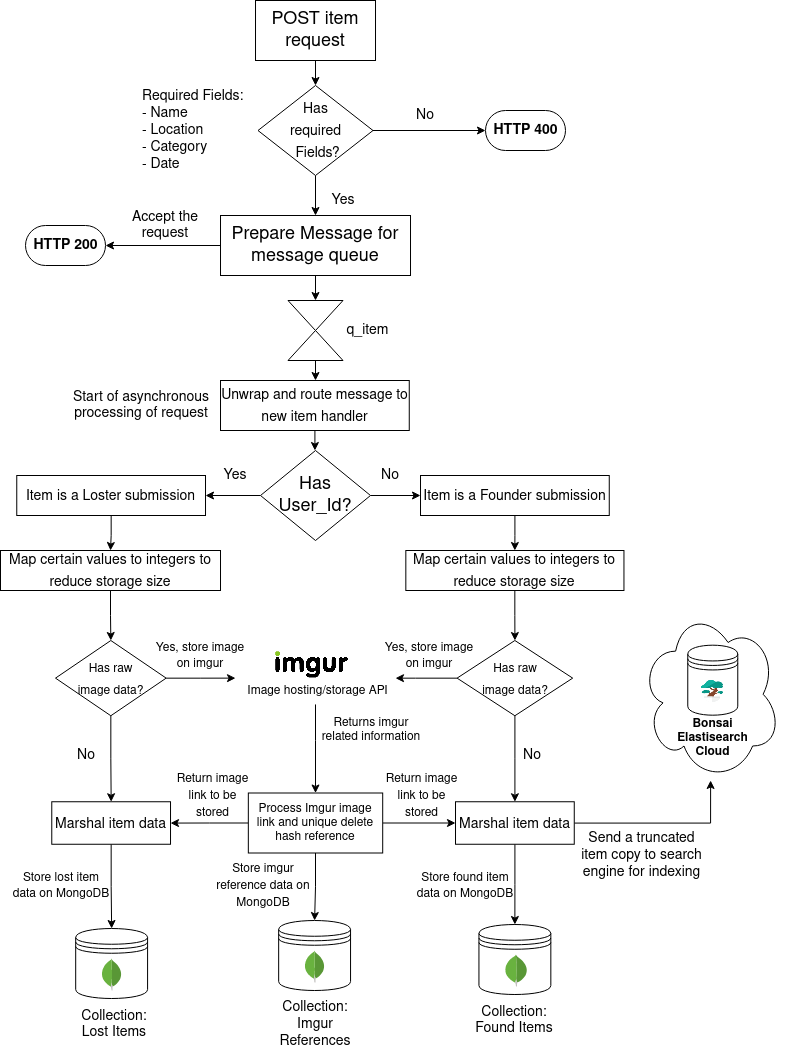 POST item
request
Required Fields:
- Name
- Location
- Category
- Date
Has
required
Fields?
No
HTTP 400
Yes
Accept the
request
HTTP 200
Prepare Message for
message queue
q_item
Start of asynchronous
processing of request
Unwrap and route message to
new item handler
Yes
No
Has
User_Id?
Item is a Loster submission
Item is a Founder submission
Map certain values to integers to
reduce storage size
Map certain values to integers to
reduce storage size
Has raw
image data?
Yes, store image
on imgur
imgur
Image hosting/storage API
Yes, store image
on imgur
Has raw
image data?
Bonsai
Elastisearch
Cloud
Returns imgur
related information
No
No
Return image
link to be
stored
Return image
link to be
stored
Marshal item data
Process Imgur image
link and unique delete
hash reference
Marshal item data
Send a truncated
item copy to search
engine for indexing
Store lost item
data on MongoDB
Store imgur
reference data on
MongoDB
Store found item
data on MongoDB
Collection:
Lost Items
Collection:
Imgur
References
Collection:
Found Items